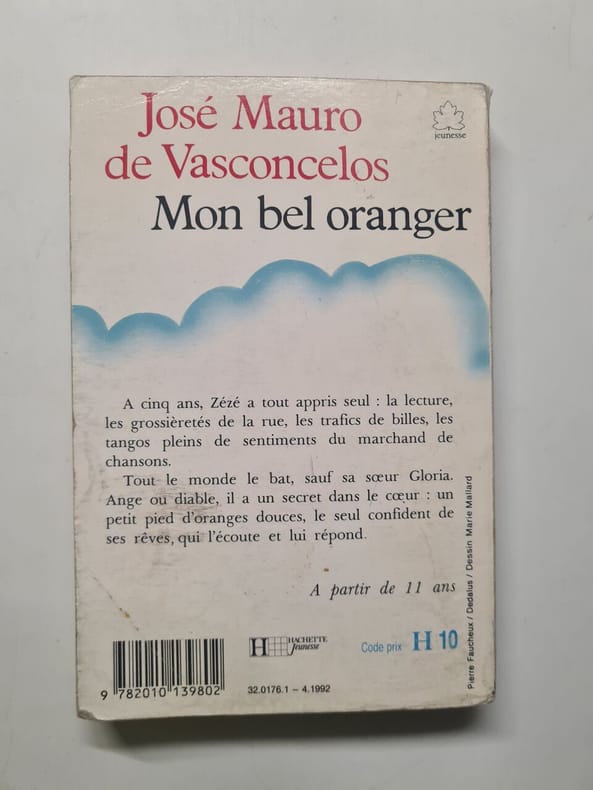 José Mauro
de Vasconcelos
Mon bel oranger
jeunesse
A cinq ans, Zézé a tout appris seul : la lecture,
les grossièretés de la rue, les trafics de billes, les
tangos pleins de sentiments du marchand de
chansons.
Tout le monde le bat, sauf sa sœur Gloria.
Ange ou diable, il a un secret dans le cœur : un
petit pied d'oranges douces, le seul confident de
ses rêves, qui l'écoute et lui répond.
A partir de 11 ans
Pierre Faucheux / Dedalus / Dessin Marie Mallard
H HACHETTE
Jeunesse
Code prix H 10
9 782010 139802
32.0176.1 – 4.1992